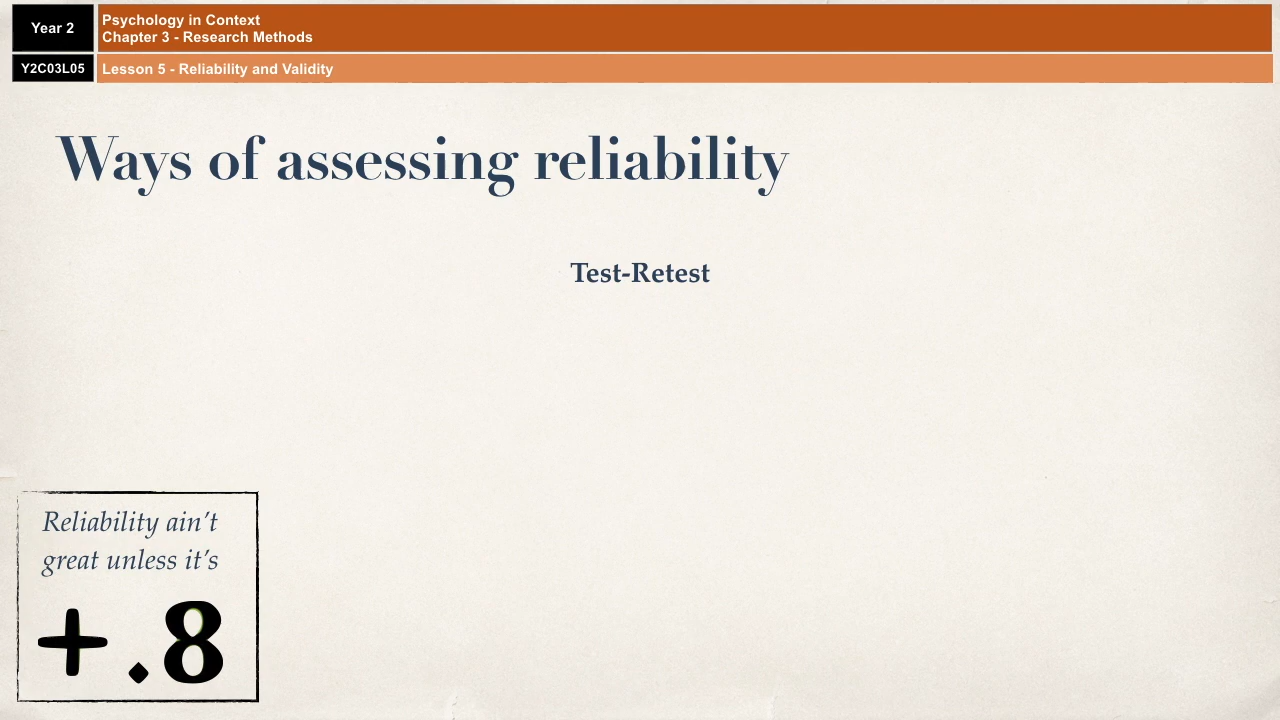 Year 2
Psychology in Context
Chapter 3 - Research Methods
Y2C03L05
Lesson 5 - Reliability and Validity
Ways of assessing reliability
Test-Retest
Reliability ain’t
great unless it’s
+.8